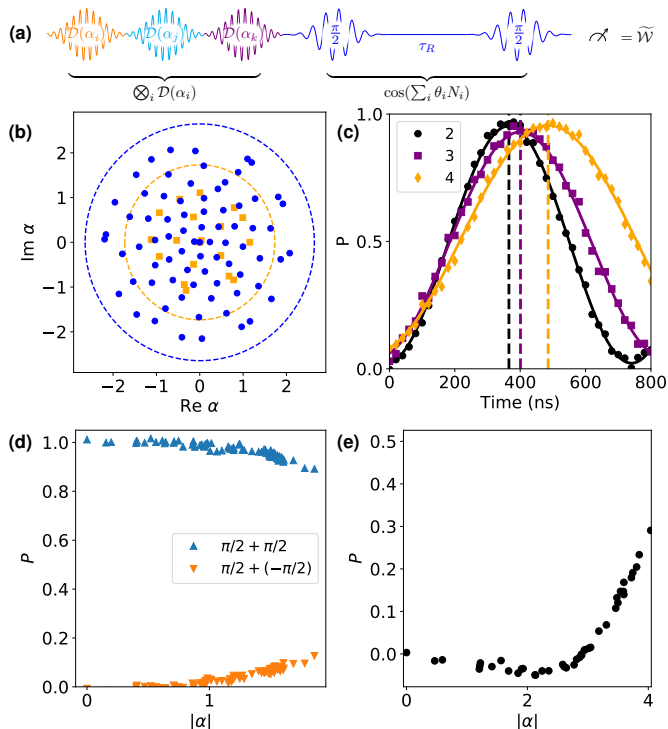 (a) 𝒟(αᵢ) 𝒟(αⱼ) 𝒟(αₖ) π/2 τ_R π/2 = 𝒲̃
⨂ᵢ 𝒟(αᵢ) cos(∑ᵢ θᵢNᵢ)
(b)
2
1
0
−1
−2
Im α
−2 −1 0 1 2
Re α
(c)
1.0
0.5
0.0
P
2
3
4
0 200 400 600 800
Time (ns)
(d)
1.0
0.8
0.6
0.4
0.2
0.0
P
π/2 + π/2
π/2 + (−π/2)
0 1
|α|
(e)
0.5
0.4
0.3
0.2
0.1
0.0
P
0 1 2 3 4
|α|